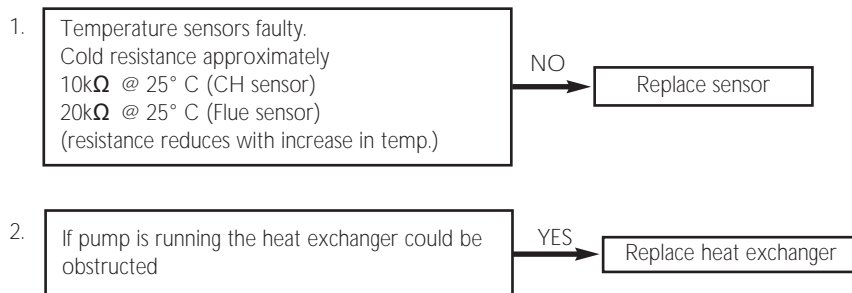 1.
Temperature sensors faulty.
Cold resistance approximately
10kΩ @ 25° C (CH sensor)
20kΩ @ 25° C (Flue sensor)
(resistance reduces with increase in temp.)
NO
Replace sensor
2.
If pump is running the heat exchanger could be
obstructed
YES
Replace heat exchanger